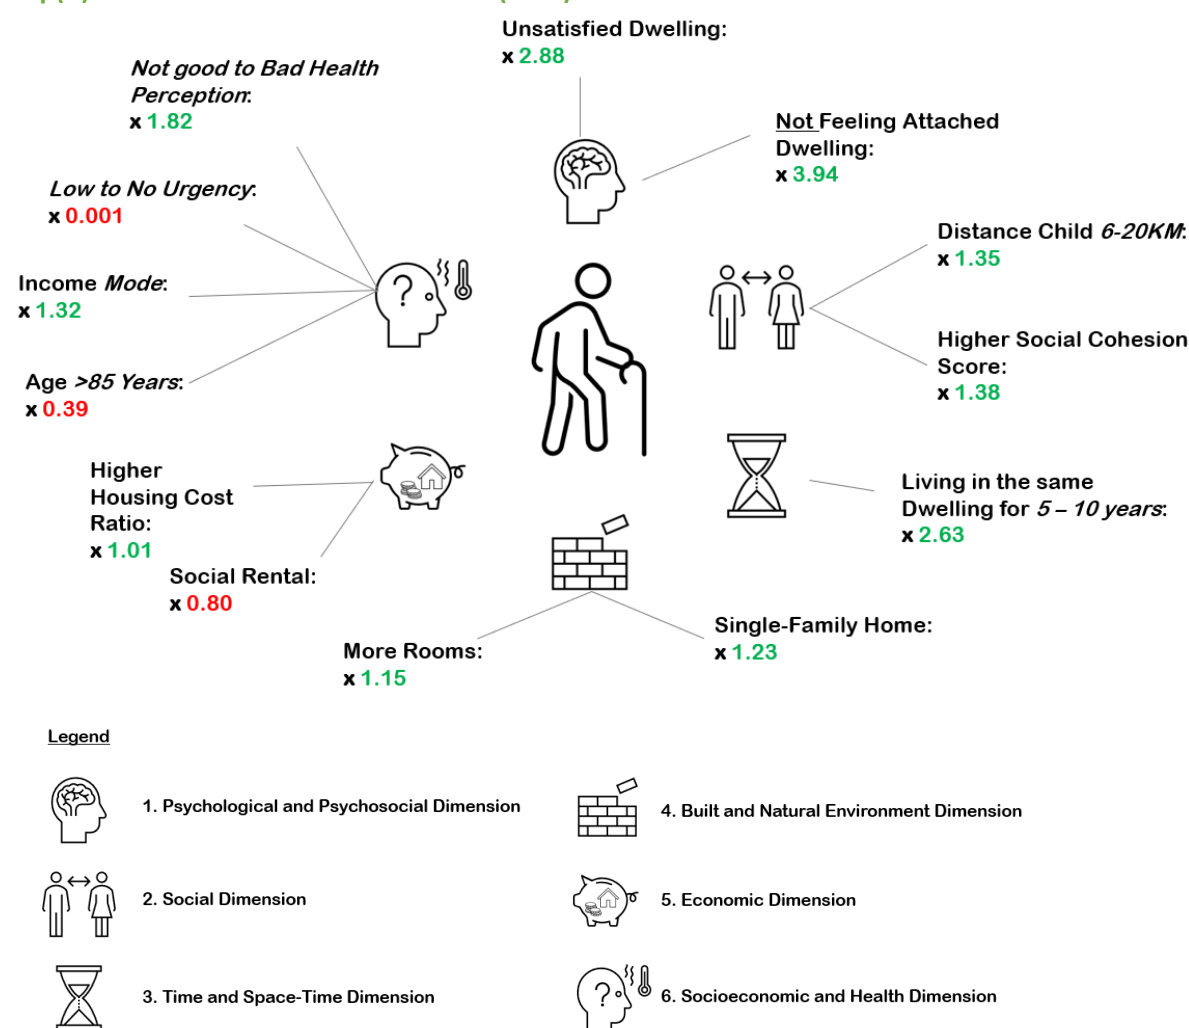 Unsatisfied Dwelling:
x 2.88
Not good to Bad Health
Perception:
x 1.82
Not Feeling Attached
Dwelling:
x 3.94
Low to No Urgency:
x 0.001
Distance Child 6-20KM:
x 1.35
Income Mode:
x 1.32
Higher Social Cohesion
Score:
x 1.38
Age >85 Years:
x 0.39
Higher
Housing Cost
Ratio:
x 1.01
Living in the same
Dwelling for 5 – 10 years:
x 2.63
Social Rental:
x 0.80
Single-Family Home:
x 1.23
More Rooms:
x 1.15
Legend
1. Psychological and Psychosocial Dimension
4. Built and Natural Environment Dimension
2. Social Dimension
5. Economic Dimension
3. Time and Space-Time Dimension
6. Socioeconomic and Health Dimension